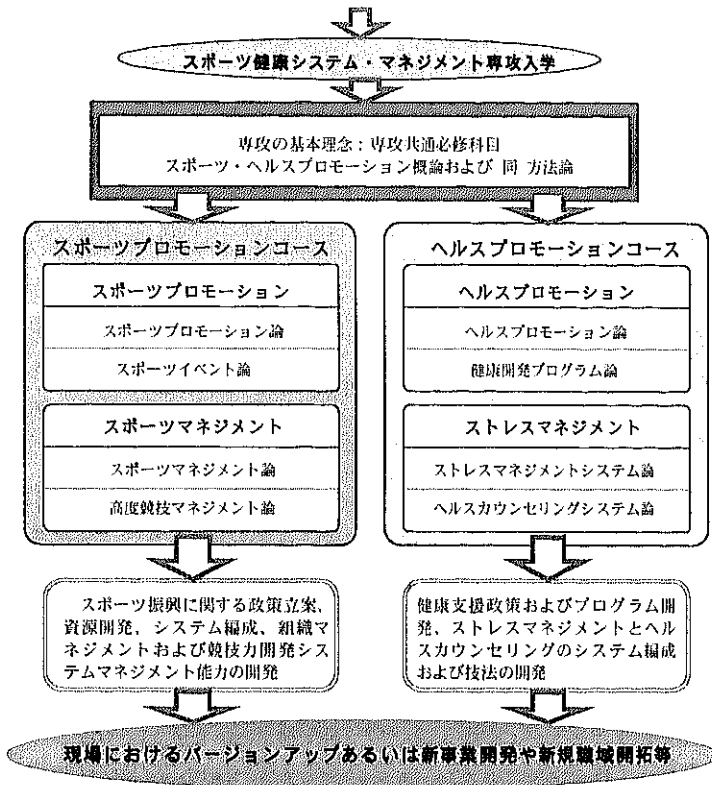 スポーツ健康システム・マネジメント専攻入学
専攻の基本理念：専攻共通必修科目
スポーツ・ヘルスプロモーション概論および 同 方法論
スポーツプロモーションコース
スポーツプロモーション
スポーツプロモーション論
スポーツイベント論
スポーツマネジメント
スポーツマネジメント論
高度競技マネジメント論
スポーツ振興に関する政策立案、
資源開発、システム編成、組織マ
ネジメントおよび競技力開発シス
テムマネジメント能力の開発
ヘルスプロモーションコース
ヘルスプロモーション
ヘルスプロモーション論
健康開発プログラム論
ストレスマネジメント
ストレスマネジメントシステム論
ヘルスカウンセリングシステム論
健康支援政策およびプログラム開
発、ストレスマネジメントとヘル
スカウンセリングのシステム編成
および技法の開発
現場におけるバージョンアップあるいは新事業開発や新規職域開拓等